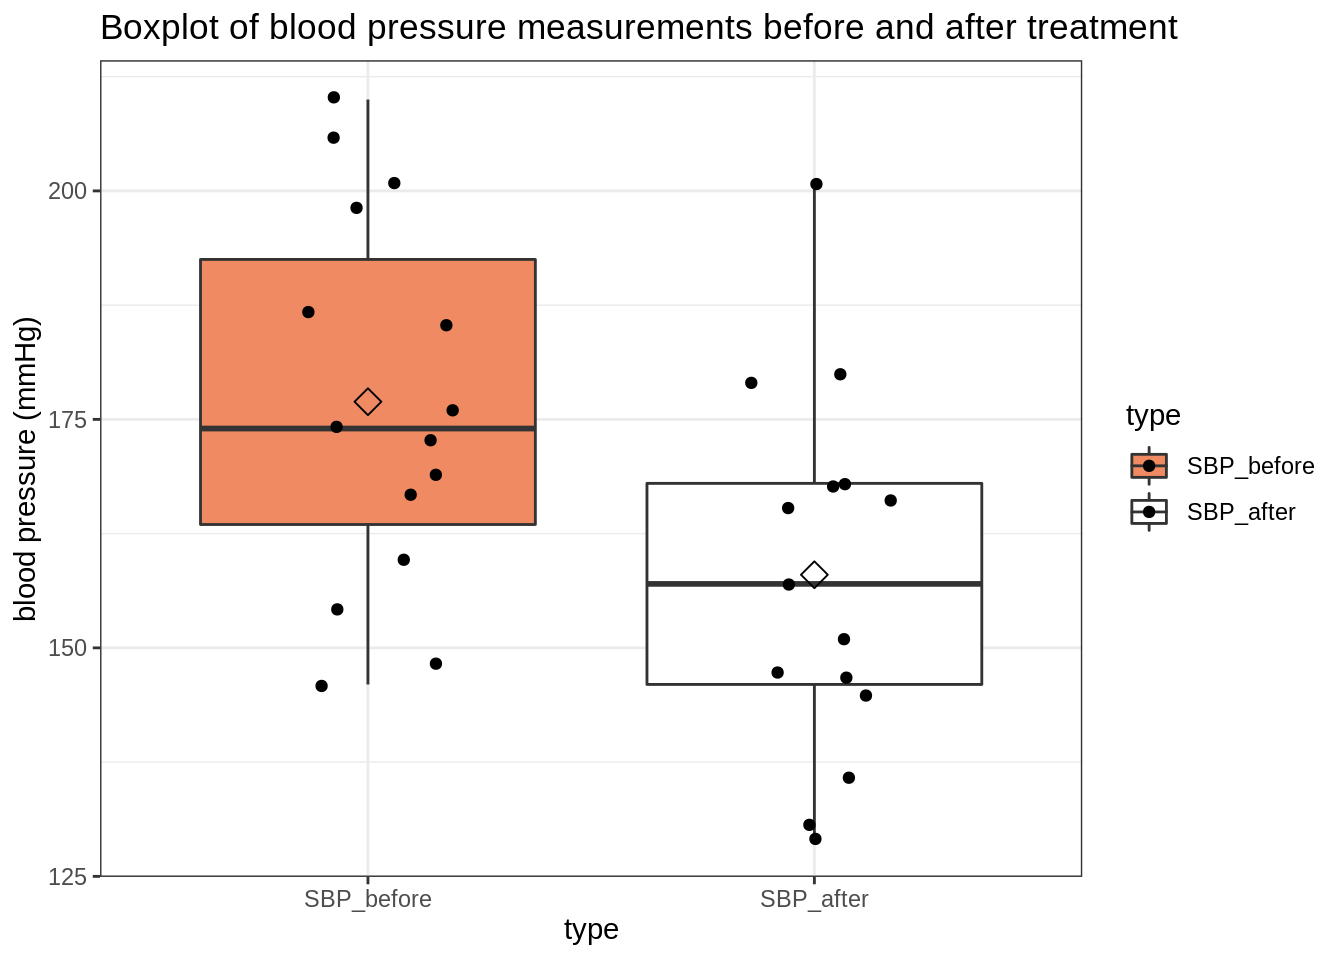 Boxplot of blood pressure measurements before and after treatment
blood pressure (mmHg)
200
175
150
125
SBP_before
SBP_after
type
type
SBP_before
SBP_after